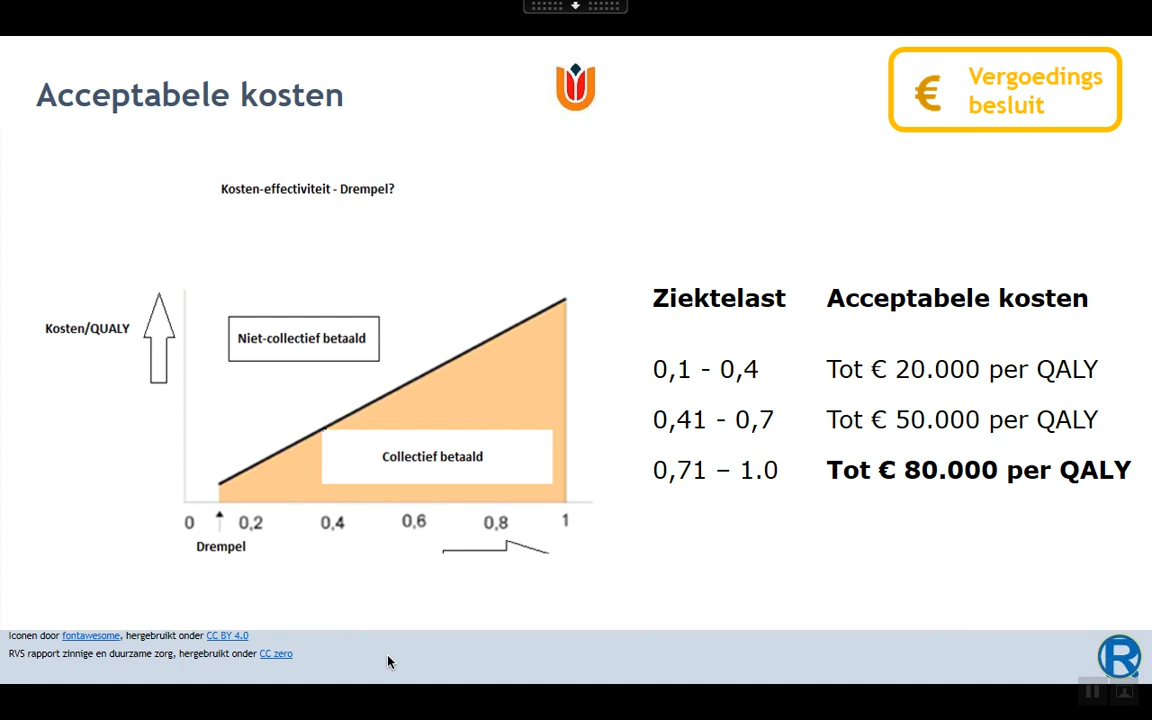 Acceptabele kosten
€ Vergoedings
besluit
Kosten-effectiviteit - Drempel?
Kosten/QUALY
Niet-collectief betaald
Collectief betaald
0 0,2 0,4 0,6 0,8 1
Drempel
Ziektelast Acceptabele kosten
0,1 - 0,4 Tot € 20.000 per QALY
0,41 - 0,7 Tot € 50.000 per QALY
0,71 – 1.0 Tot € 80.000 per QALY
Iconen door fontawesome, hergebruikt onder CC BY 4.0
RVS rapport zinnige en duurzame zorg, hergebruikt onder CC zero
R